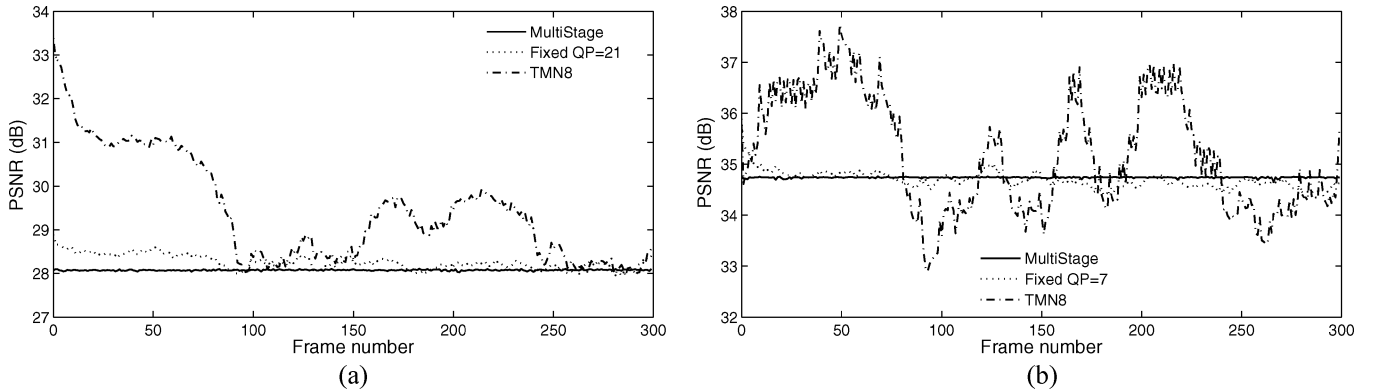 34
33
32
31
30
29
28
27
PSNR (dB)
MultiStage
Fixed QP=21
TMN8
0 50 100 150 200 250 300
Frame number
(a)
38
37
36
35
34
33
32
PSNR (dB)
MultiStage
Fixed QP=7
TMN8
0 50 100 150 200 250 300
Frame number
(b)